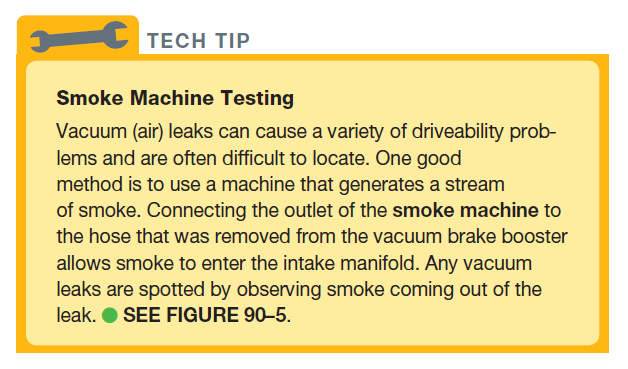 TECH TIP
Smoke Machine Testing
Vacuum (air) leaks can cause a variety of driveability prob-
lems and are often difficult to locate. One good
method is to use a machine that generates a stream
of smoke. Connecting the outlet of the smoke machine to
the hose that was removed from the vacuum brake booster
allows smoke to enter the intake manifold. Any vacuum
leaks are spotted by observing smoke coming out of the
leak. ● SEE FIGURE 90–5.